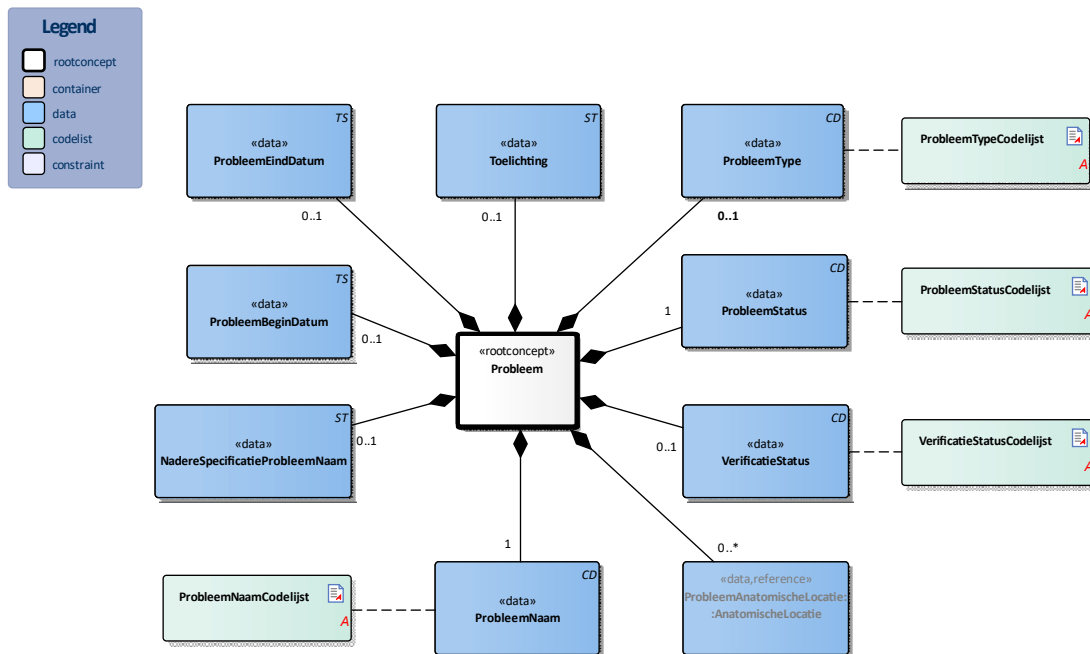 Legend
rootconcept
container
data
codelist
constraint
TS
«data»
ProbleemEindDatum
0..1
ST
«data»
Toelichting
0..1
CD
«data»
ProbleemType
0..1
ProbleemTypeCodelijst
A
TS
«data»
ProbleemBeginDatum
0..1
CD
«data»
ProbleemStatus
1
ProbleemStatusCodelijst
A
«rootconcept»
Probleem
ST
«data»
NadereSpecificatieProbleemNaam
0..1
CD
«data»
VerificatieStatus
0..1
VerificatieStatusCodelijst
A
1
0..*
ProbleemNaamCodelijst
A
CD
«data»
ProbleemNaam
«data,reference»
ProbleemAnatomischeLocatie:
:AnatomischeLocatie